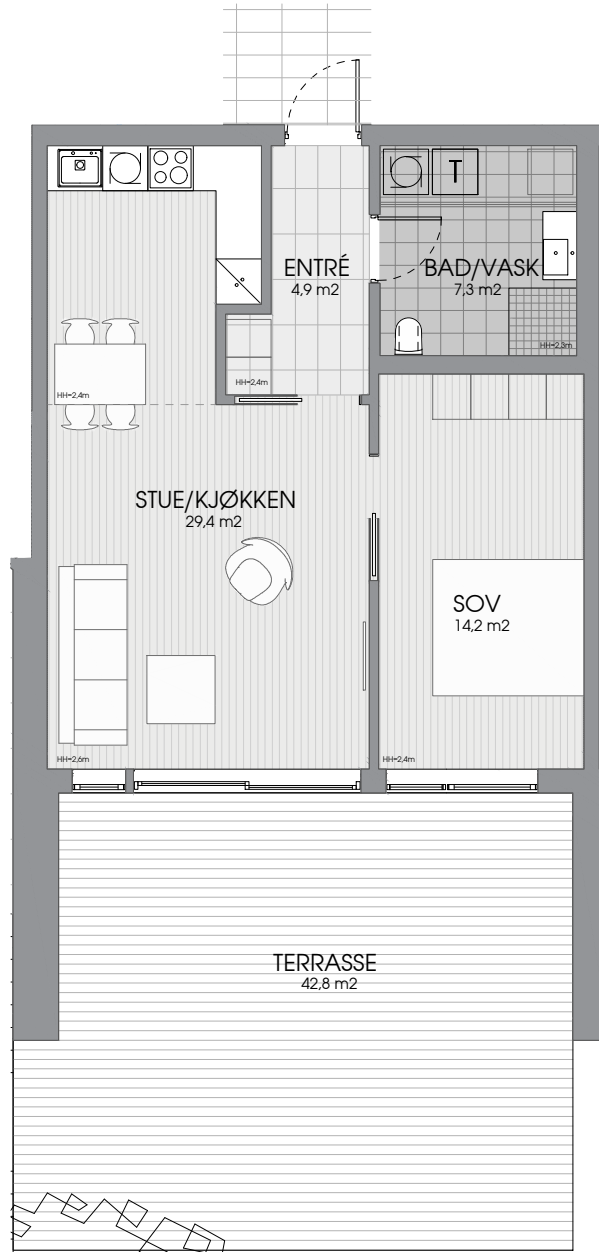 T
ENTRÉ
4,9 m2
BAD/VASK
7,3 m2
HH=2,3m
HH=2,4m
HH=2,4m
STUE/KJØKKEN
29,4 m2
SOV
14,2 m2
HH=2,6m
HH=2,4m
TERRASSE
42,8 m2